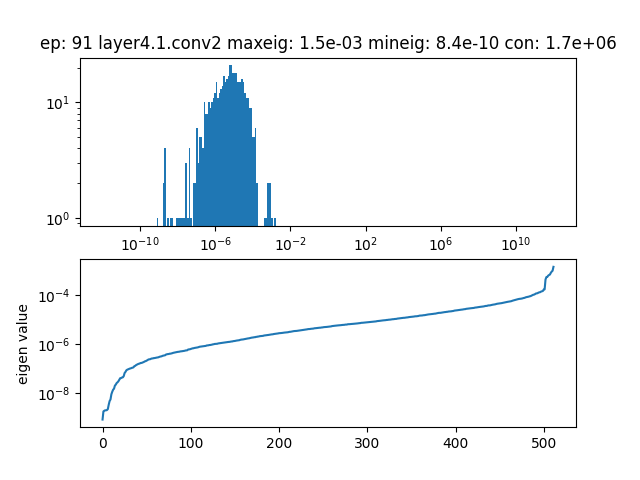 ep: 91 layer4.1.conv2 maxeig: 1.5e-03 mineig: 8.4e-10 con: 1.7e+06
10¹
10⁰
10⁻¹⁰ 10⁻⁶ 10⁻² 10² 10⁶ 10¹⁰
eigen value
10⁻⁴
10⁻⁶
10⁻⁸
0 100 200 300 400 500